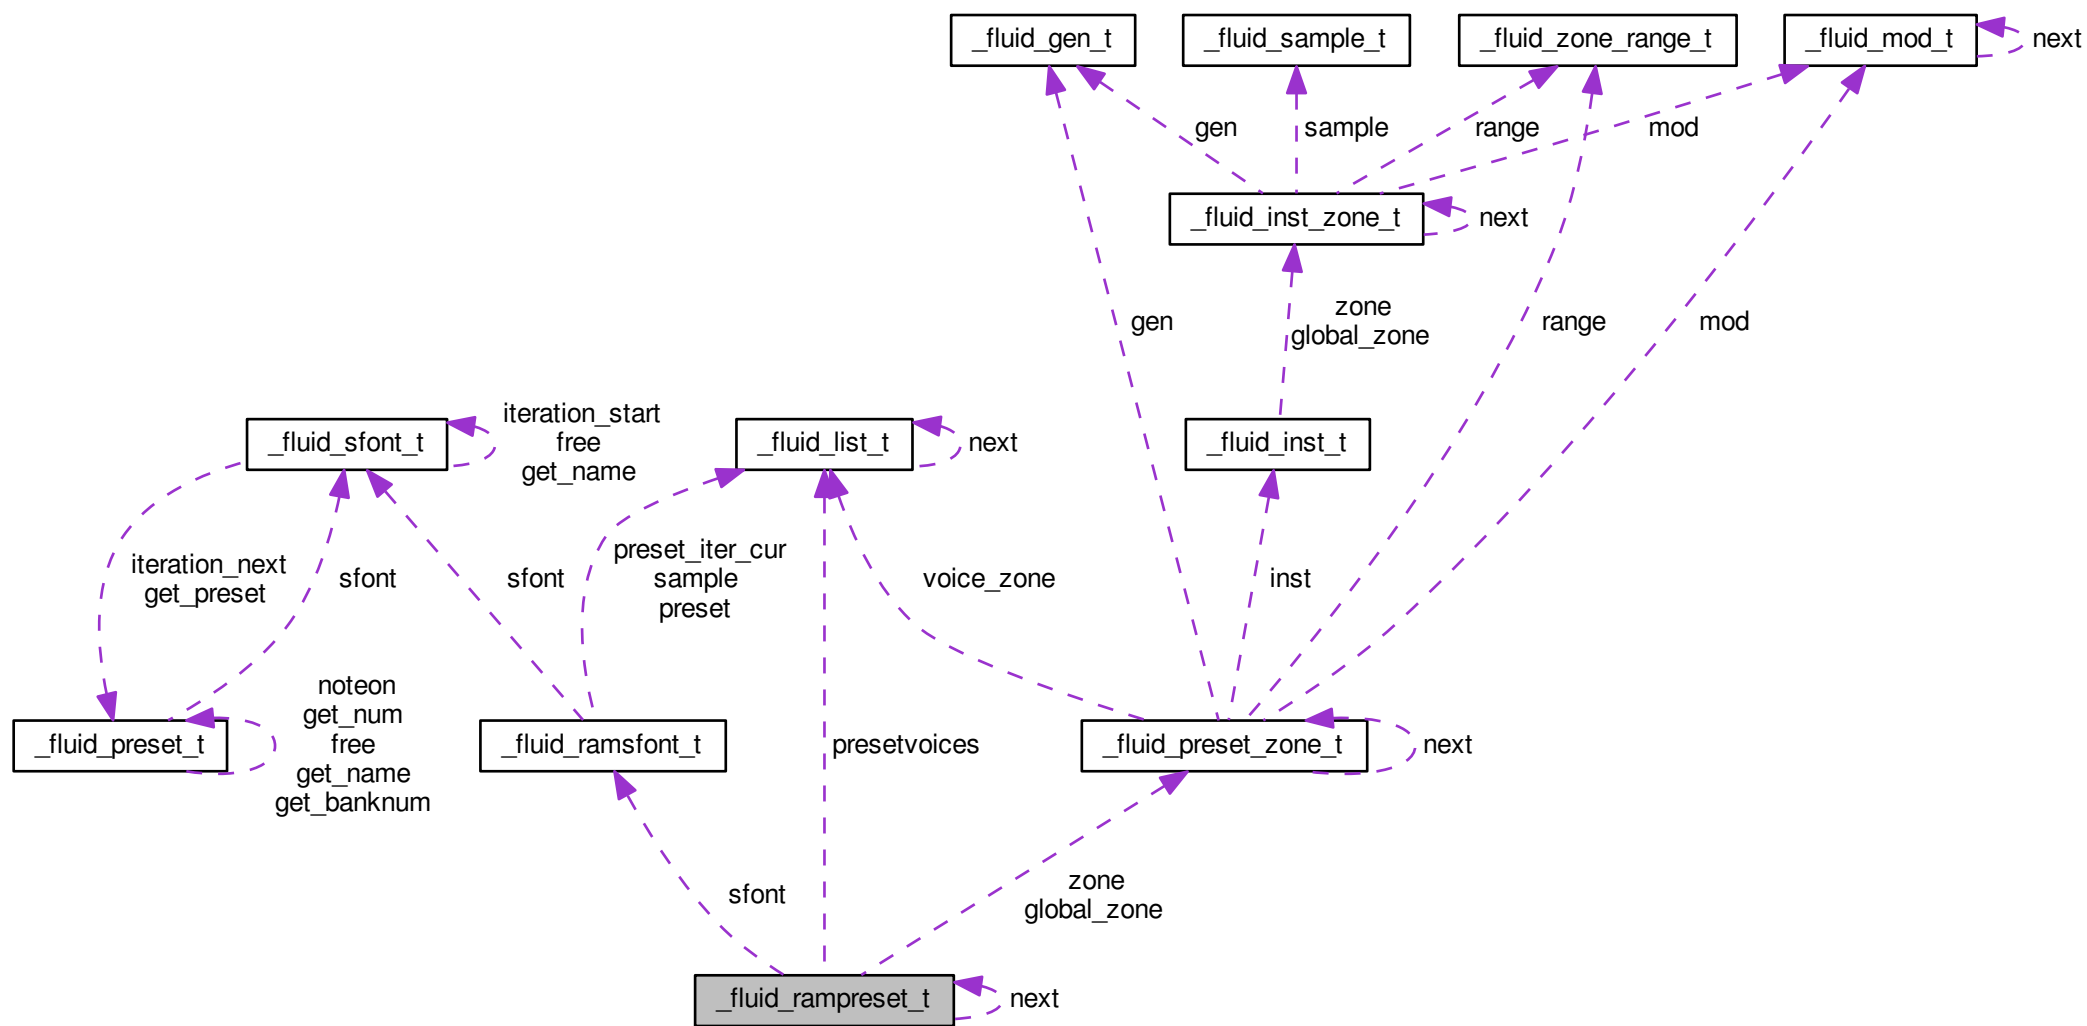 _fluid_gen_t
_fluid_sample_t
_fluid_zone_range_t
_fluid_mod_t
next
gen
sample
range
mod
_fluid_inst_zone_t
next
zone
global_zone
gen
range
mod
_fluid_sfont_t
iteration_start
free
get_name
_fluid_list_t
next
_fluid_inst_t
iteration_next
get_preset
sfont
sfont
preset_iter_cur
sample
preset
voice_zone
inst
_fluid_preset_t
noteon
get_num
free
get_name
get_banknum
_fluid_ramsfont_t
presetvoices
_fluid_preset_zone_t
next
sfont
zone
global_zone
_fluid_rampreset_t
next